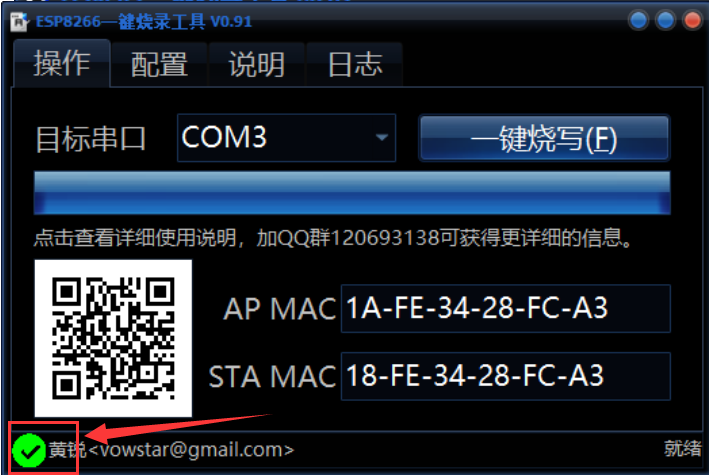 ESP8266一键烧录工具 V0.91
操作 配置 说明 日志
目标串口 COM3 一键烧写(F)
点击查看详细使用说明，加QQ群120693138可获得更详细的信息。
AP MAC 1A-FE-34-28-FC-A3
STA MAC 18-FE-34-28-FC-A3
黄锐<vowstar@gmail.com> 就绪